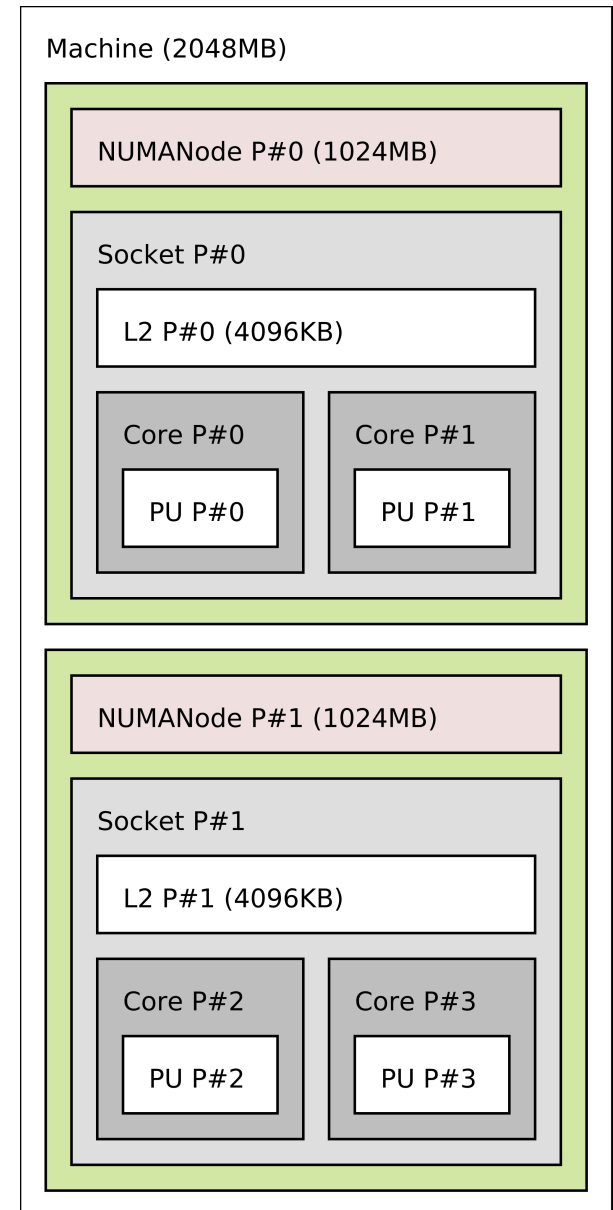 Machine (2048MB)
NUMANode P#0 (1024MB)
Socket P#0
L2 P#0 (4096KB)
Core P#0
Core P#1
PU P#0
PU P#1
NUMANode P#1 (1024MB)
Socket P#1
L2 P#1 (4096KB)
Core P#2
Core P#3
PU P#2
PU P#3